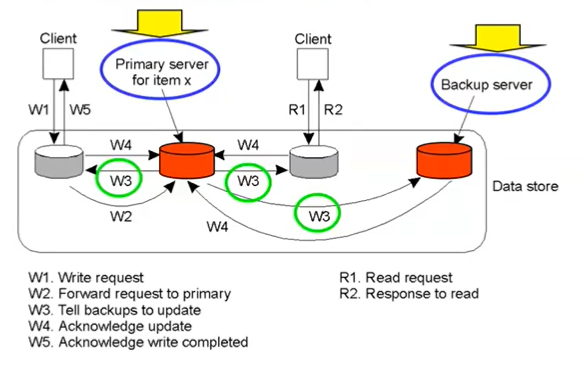 Client
Client
Primary server
for item x
Backup server
W1
W5
R1
R2
W4
W4
W3
W3
W3
W2
W4
Data store
W1. Write request
W2. Forward request to primary
W3. Tell backups to update
W4. Acknowledge update
W5. Acknowledge write completed
R1. Read request
R2. Response to read